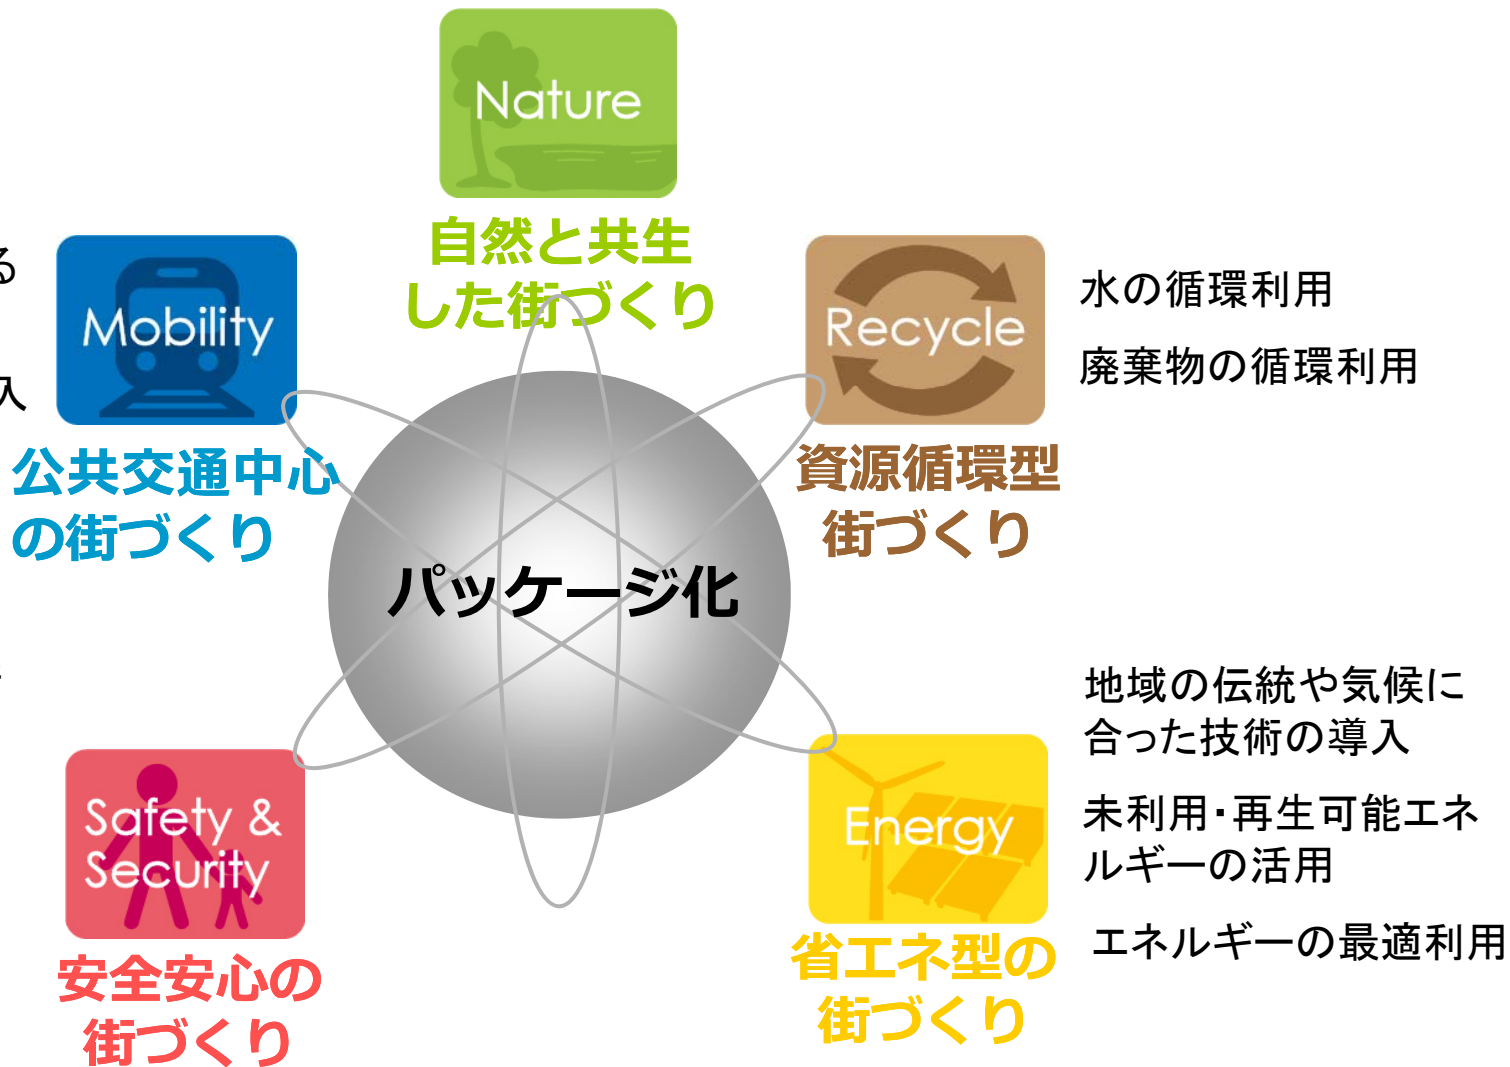 Nature
自然と共生
した街づくり
る
入
Mobility
公共交通中心
の街づくり
Recycle
資源循環型
街づくり
水の循環利用
廃棄物の循環利用
パッケージ化
Safety &
Security
安全安心の
街づくり
Energy
省エネ型の
街づくり
地域の伝統や気候に
合った技術の導入
未利用・再生可能エネ
ルギーの活用
エネルギーの最適利用